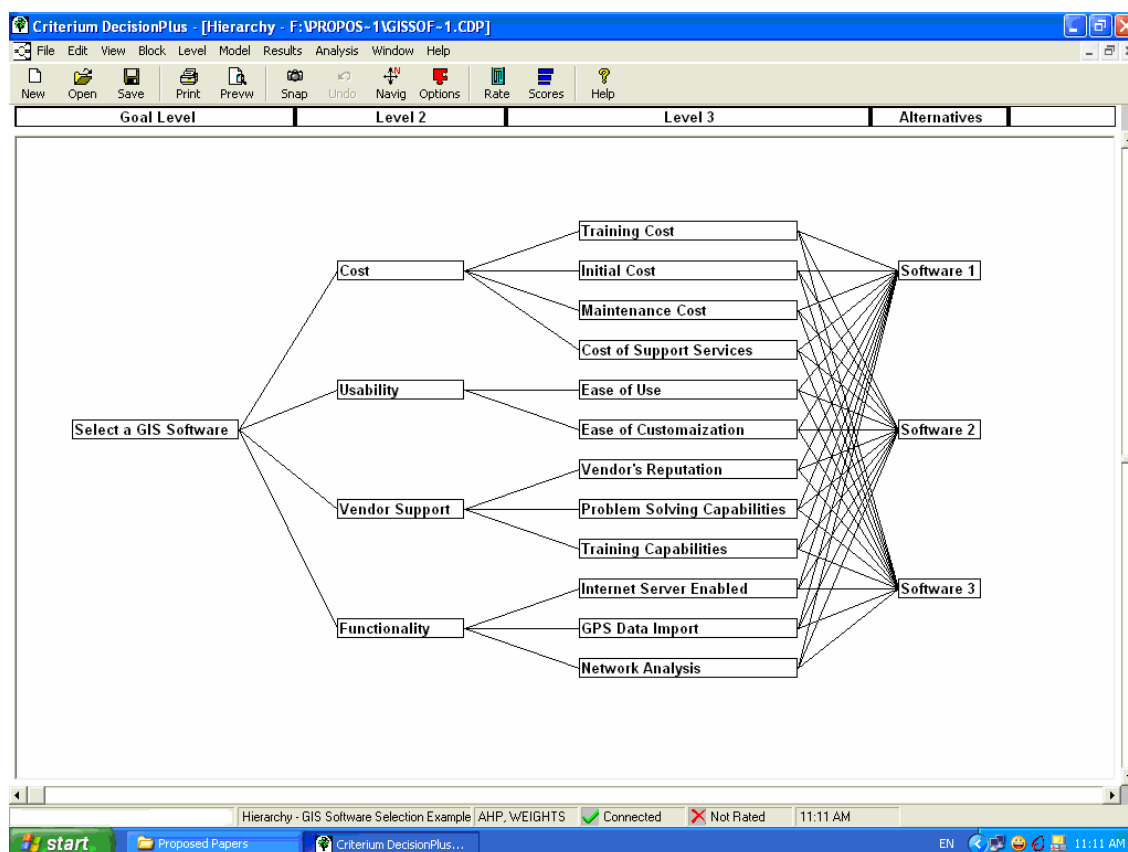 Criterium DecisionPlus - [Hierarchy - F:\PROPOS~1\GISSOF~1.CDP]
File Edit View Block Level Model Results Analysis Window Help
New Open Save Print Prevw Snap Undo Navig Options Rate Scores Help
Goal Level Level 2 Level 3 Alternatives
Training Cost
Cost Initial Cost Software 1
Maintenance Cost
Cost of Support Services
Usability Ease of Use
Select a GIS Software Ease of Customaization Software 2
Vendor's Reputation
Vendor Support Problem Solving Capabilities
Training Capabilities
Internet Server Enabled Software 3
Functionality GPS Data Import
Network Analysis
Hierarchy - GIS Software Selection Example AHP, WEIGHTS Connected Not Rated 11:11 AM
start Proposed Papers Criterium DecisionPlus... EN 11:11 AM